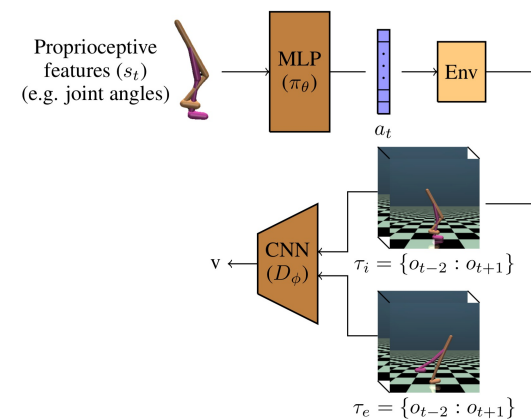 Proprioceptive
features (s_t)
(e.g. joint angles)
MLP
(π_θ)
a_t
Env
τ_i = {o_{t−2} : o_{t+1}}
CNN
(D_ϕ)
v
τ_e = {o_{t−2} : o_{t+1}}